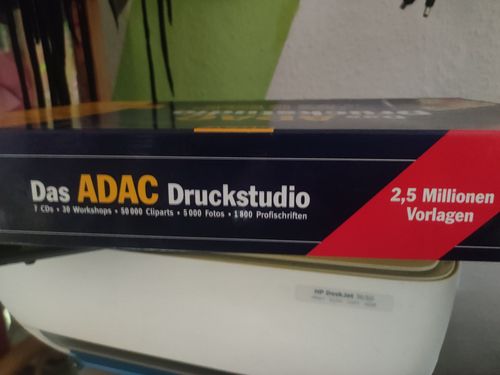 Das ADAC Druckstudio
7 CDs • 30 Workshops • 50 000 Cliparts • 5 000 Fotos • 1 800 Profischriften
2,5 Millionen
Vorlagen
HP DeskJet